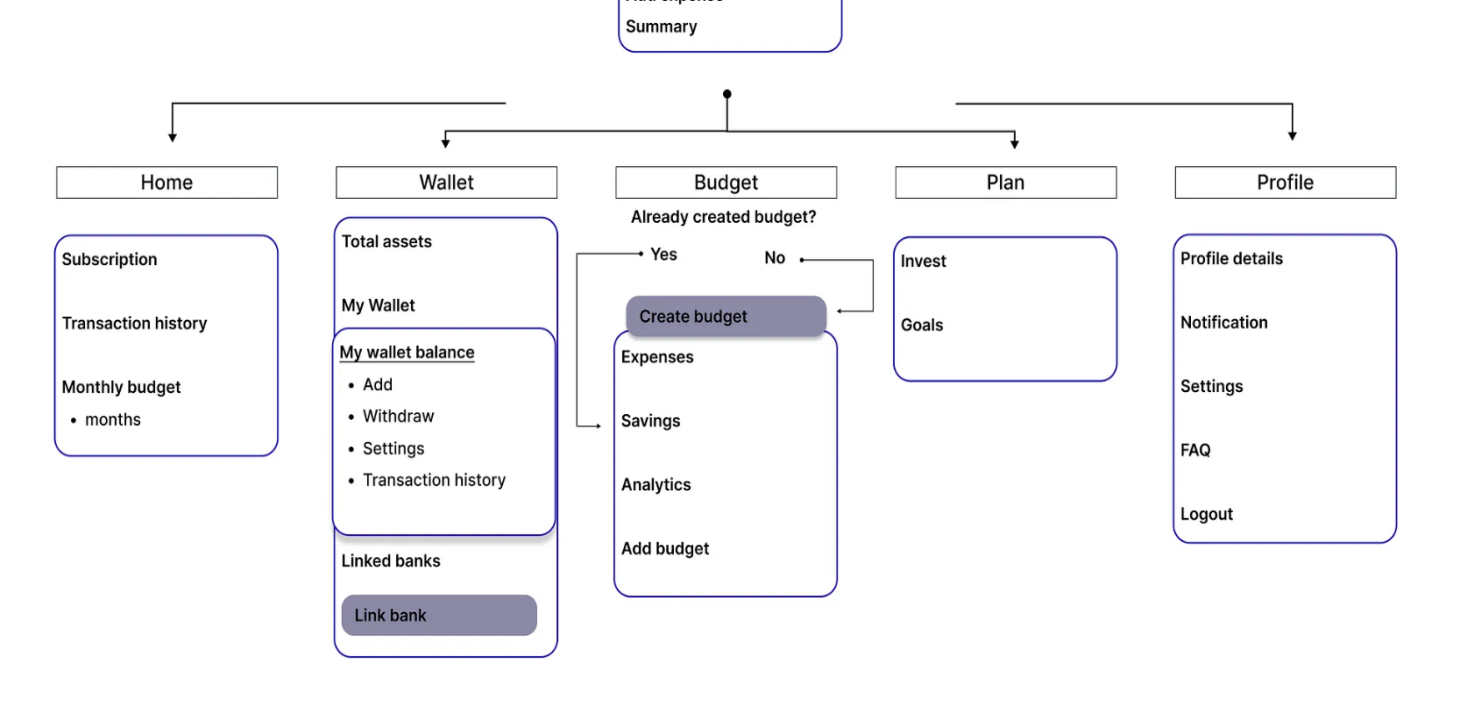 Summary
Home
Wallet
Budget
Plan
Profile
Subscription
Transaction history
Monthly budget
• months
Total assets
My Wallet
My wallet balance
• Add
• Withdraw
• Settings
• Transaction history
Linked banks
Link bank
Already created budget?
Yes
No
Create budget
Expenses
Savings
Analytics
Add budget
Invest
Goals
Profile details
Notification
Settings
FAQ
Logout